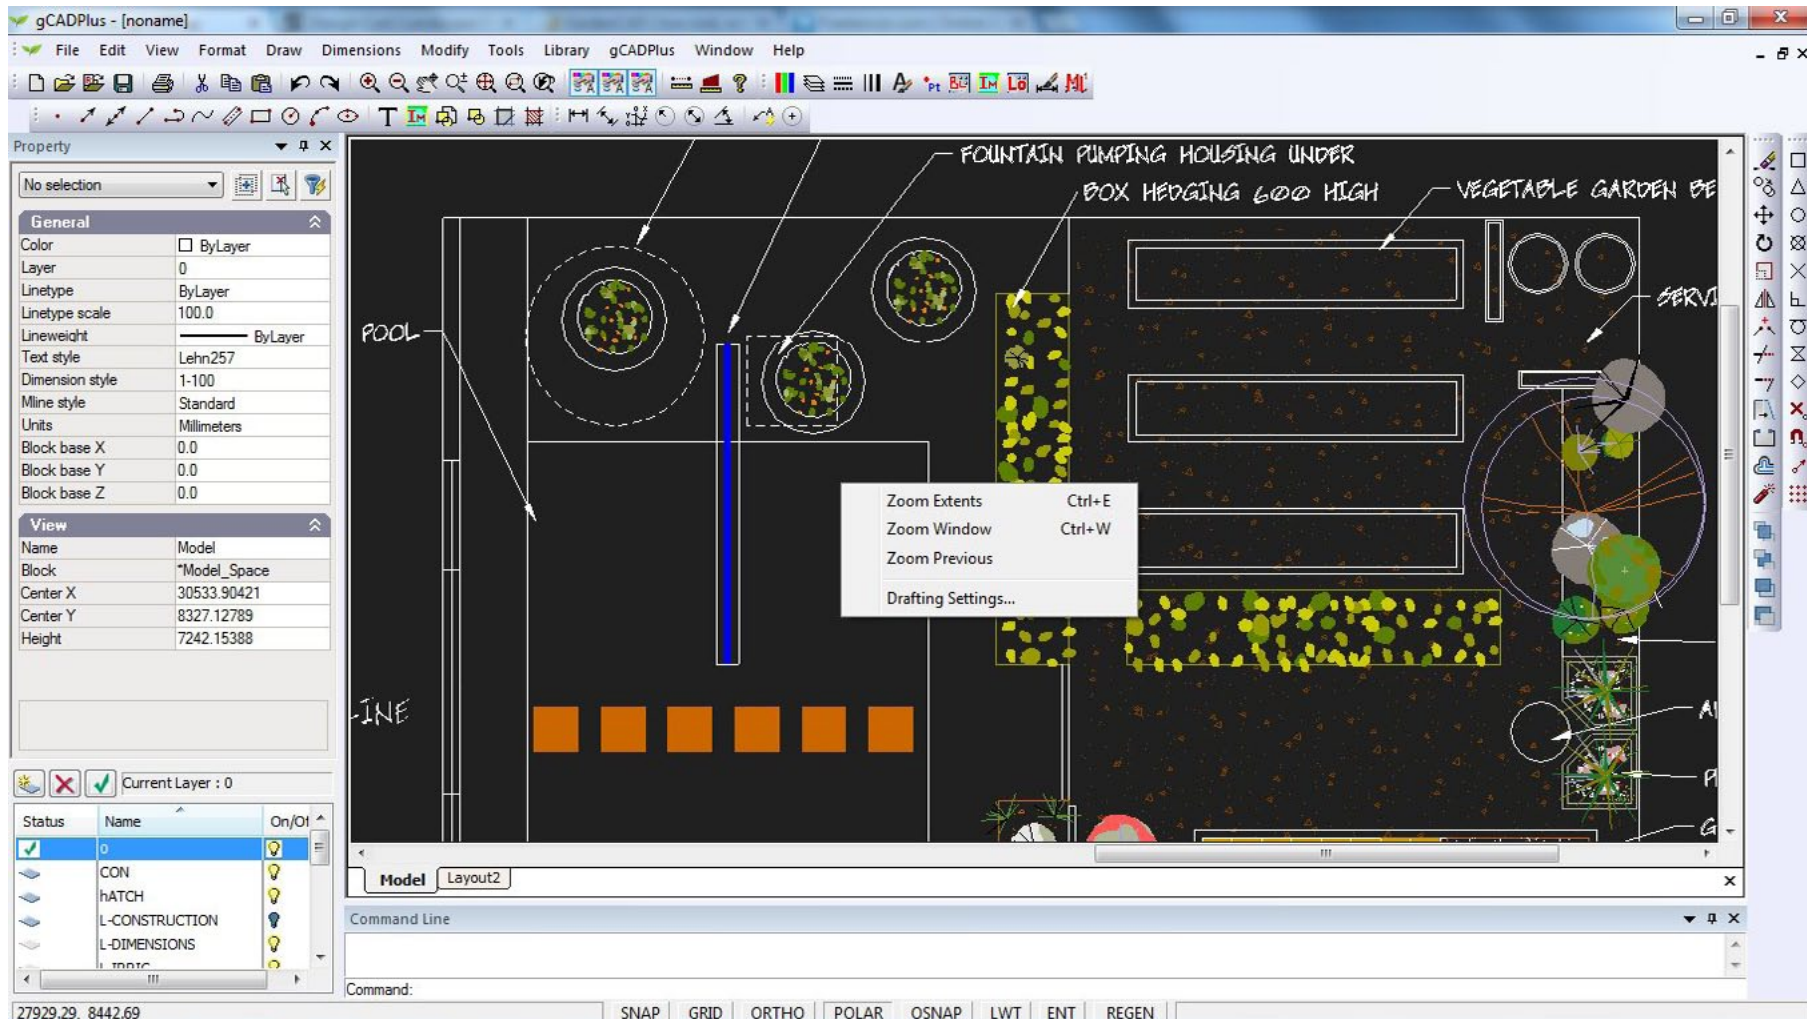 gCADPlus - [noname]
File Edit View Format Draw Dimensions Modify Tools Library gCADPlus Window Help
Property
No selection
General
Color ByLayer
Layer 0
Linetype ByLayer
Linetype scale 100.0
Lineweight ByLayer
Text style Lehn257
Dimension style 1-100
Mline style Standard
Units Millimeters
Block base X 0.0
Block base Y 0.0
Block base Z 0.0
View
Name Model
Block *Model_Space
Center X 30533.90421
Center Y 8327.12789
Height 7242.15388
Current Layer : 0
Status Name On/Of
0
CON
hATCH
L-CONSTRUCTION
L-DIMENSIONS
FOUNTAIN PUMPING HOUSING UNDER
BOX HEDGING 600 HIGH
VEGETABLE GARDEN BE
SERVI
POOL
-INE
Zoom Extents Ctrl+E
Zoom Window Ctrl+W
Zoom Previous
Drafting Settings...
G
Model Layout2
Command Line
Command:
27929.29, 8442.69 SNAP GRID ORTHO POLAR OSNAP LWT ENT REGEN